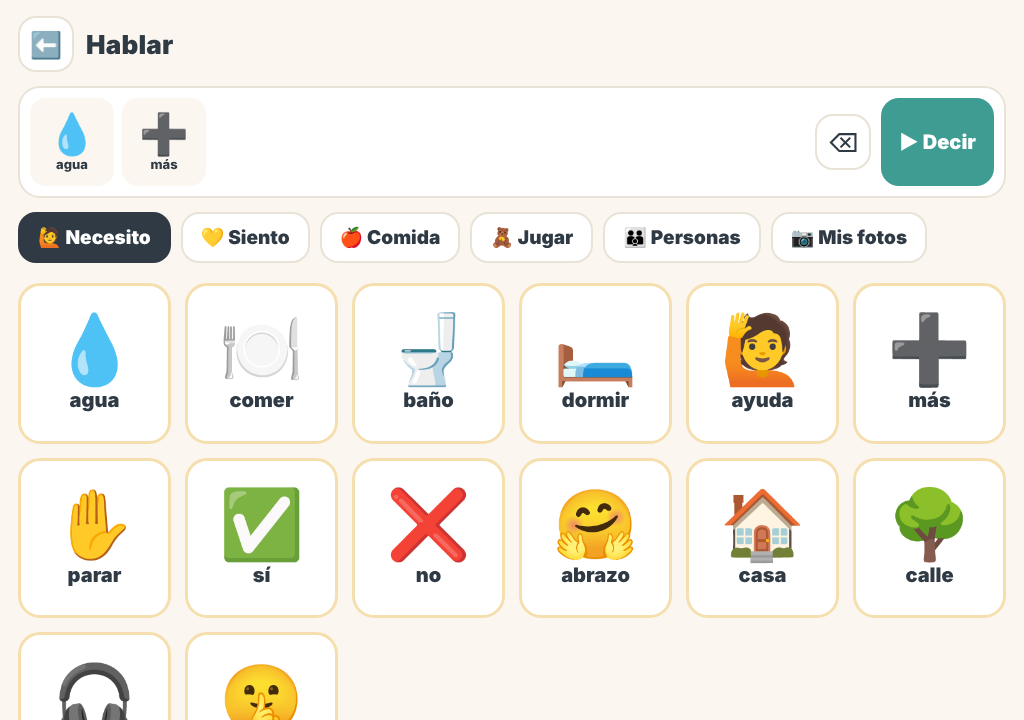 Hablar
agua
más
Decir
Necesito
Siento
Comida
Jugar
Personas
Mis fotos
agua
comer
baño
dormir
ayuda
más
parar
sí
no
abrazo
casa
calle